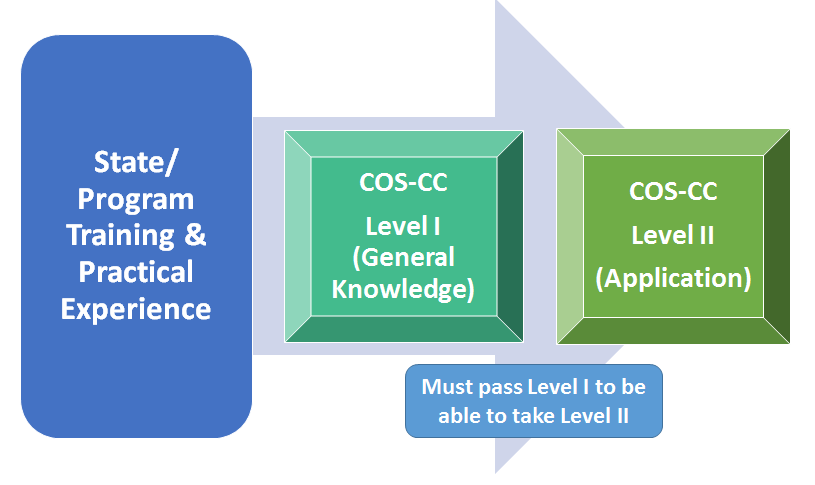 State/
Program
Training &
Practical
Experience
COS-CC
Level I
(General
Knowledge)
COS-CC
Level II
(Application)
Must pass Level I to be
able to take Level II